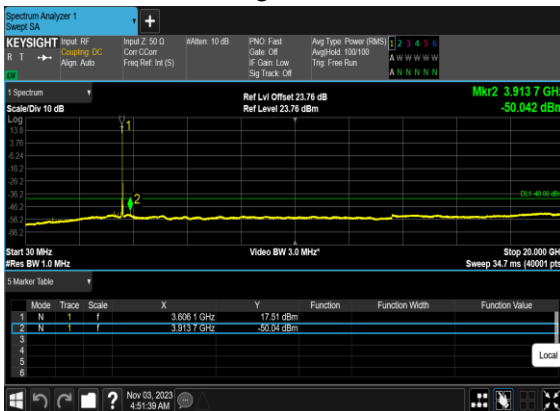 Spectrum Analyzer 1
Swept SA
KEYSIGHT Input: RF Input Z: 50 Ω #Atten: 10 dB PNO: Fast Avg Type: Power (RMS) 1 2 3 4 5 6
R T Coupling: DC Corr CCorr Gate: Off Avg|Hold: 100/100 A W W W W W
Align: Auto Freq Ref: Int (S) IF Gain: Low Trig: Free Run
Sig Track: Off A N N N N N
1 Spectrum Ref Lvl Offset 23.76 dB Mkr2 3.913 7 GHz
Scale/Div 10 dB Ref Level 23.76 dBm -50.042 dBm
Log
13.8
3.76
-6.24
-16.2
-26.2
-36.2
-46.2
-56.2
-66.2
1
2
DL1 -40.00 dBm
Start 30 MHz Video BW 3.0 MHz* Stop 20.000 GH
#Res BW 1.0 MHz Sweep 34.7 ms (40001 pts
5 Marker Table
Mode Trace Scale X Y Function Function Width Function Value
1 N 1 f 3.606 1 GHz 17.51 dBm
2 N 1 f 3.913 7 GHz -50.04 dBm
3
4
5
6
Local
? Nov 03, 2023
4:51:39 AM